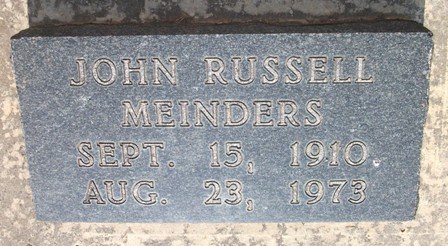 JOHN RUSSELL
MEINDERS
SEPT. 15, 1910
AUG. 23, 1973